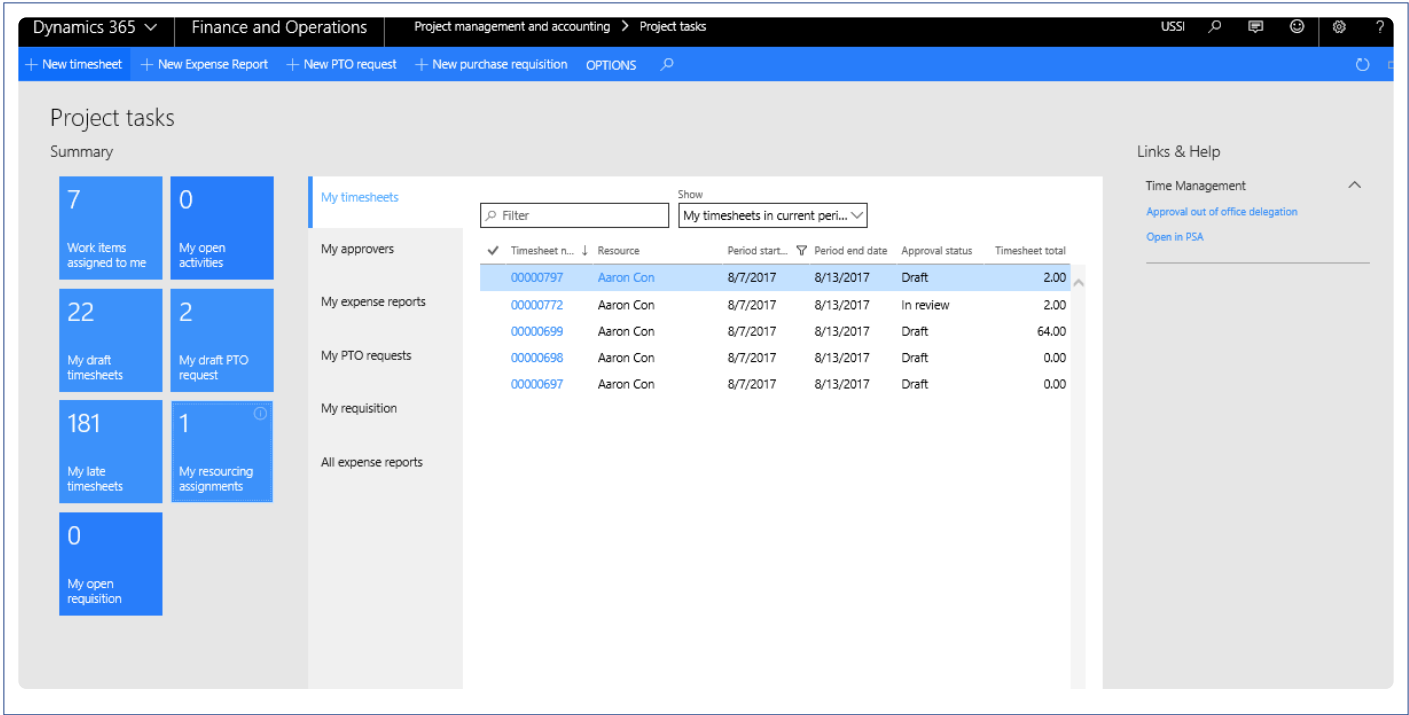 Dynamics 365 Finance and Operations Project management and accounting > Project tasks USSI ?
+ New timesheet + New Expense Report + New PTO request + New purchase requisition OPTIONS
Project tasks
Summary
7
Work items
assigned to me
0
My open
activities
22
My draft
timesheets
2
My draft PTO
request
181
My late
timesheets
1
My resourcing
assignments
0
My open
requisition
My timesheets
My approvers
My expense reports
My PTO requests
My requisition
All expense reports
Show
Filter My timesheets in current peri...
Timesheet n... Resource Period start... Period end date Approval status Timesheet total
00000797 Aaron Con 8/7/2017 8/13/2017 Draft 2.00
00000772 Aaron Con 8/7/2017 8/13/2017 In review 2.00
00000699 Aaron Con 8/7/2017 8/13/2017 Draft 64.00
00000698 Aaron Con 8/7/2017 8/13/2017 Draft 0.00
00000697 Aaron Con 8/7/2017 8/13/2017 Draft 0.00
Links & Help
Time Management
Approval out of office delegation
Open in PSA